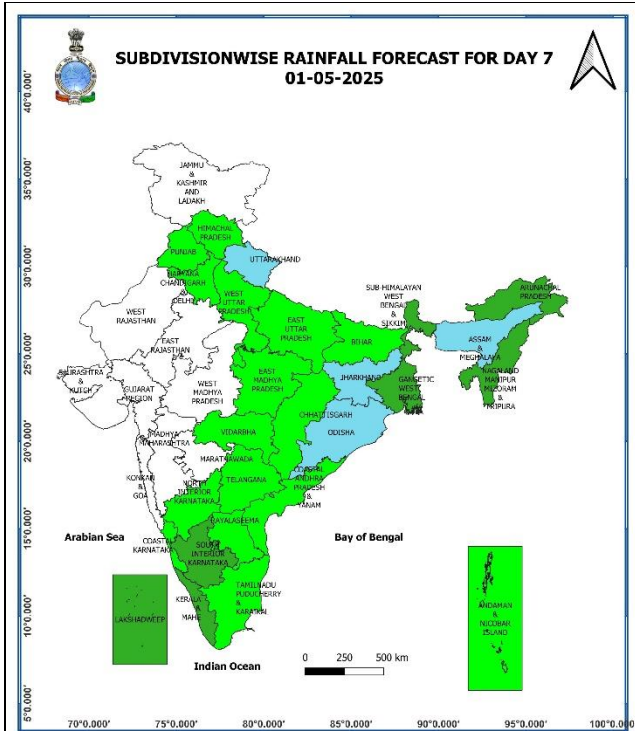 SUBDIVISIONWISE RAINFALL FORECAST FOR DAY 7
01-05-2025
40°0.000'
35°0.000'
30°0.000'
25°0.000'
20°0.000'
15°0.000'
10°0.000'
5°0.000'
JAMMU
&
KASHMIR
AND
LADAKH
HIMACHAL
PRADESH
PUNJAB
UTTARAKHAND
HARYANA
CHANDIGARH
&
DELHI
WEST
UTTAR
PRADESH
WEST
RAJASTHAN
EAST
RAJASTHAN
EAST
UTTAR
PRADESH
BIHAR
SUB-HIMALAYAN
WEST
BENGAL
&
SIKKIM
ARUNACHAL
PRADESH
ASSAM
&
MEGHALAYA
NAGALAND
MANIPUR
MIZORAM
&
TRIPURA
SAURASHTRA
&
KUTCH
GUJARAT
REGION
WEST
MADHYA
PRADESH
EAST
MADHYA
PRADESH
JHARKHAND
GANGETIC
WEST
BENGAL
CHHATTISGARH
ODISHA
VIDARBHA
MADHYA
MAHARASHTRA
MARATHAWADA
KONKAN
&
GOA
NORTH
INTERIOR
KARNATAKA
TELANGANA
COASTAL
ANDHRA
PRADESH
&
YANAM
RAYALASEEMA
Arabian Sea
Bay of Bengal
COASTAL
KARNATAKA
SOUTH
INTERIOR
KARNATAKA
TAMILNADU
PUDUCHERRY
&
KARAIKAL
KERALA
&
MAHE
LAKSHADWEEP
ANDAMAN
&
NICOBAR
ISLAND
Indian Ocean
0 250 500 km
70°0.000' 75°0.000' 80°0.000' 85°0.000' 90°0.000' 95°0.000' 100°0.000'